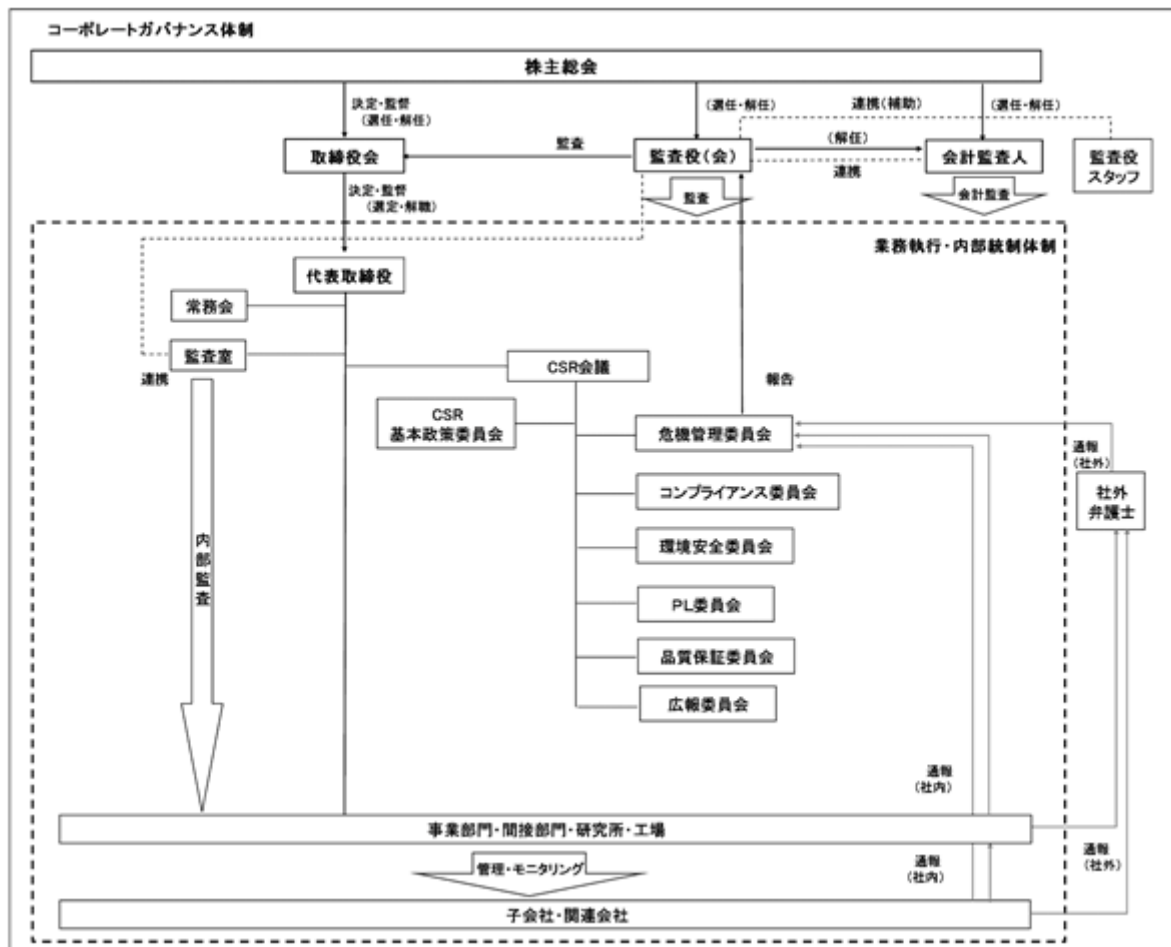 コーポレートガバナンス体制
株主総会
決定・監督
(選任・解任)
(選任・解任)
連携(補助)
(選任・解任)
取締役会
監査
監査役(会)
(解任)
連携
会計監査人
監査役
スタッフ
決定・監督
(選定・解職)
監査
会計監査
業務執行・内部統制体制
代表取締役
常務会
監査室
連携
CSR会議
報告
CSR
基本政策委員会
危機管理委員会
通報
(社外)
コンプライアンス委員会
社外
弁護士
環境安全委員会
内部監査
PL委員会
品質保証委員会
広報委員会
通報
(社内)
事業部門・間接部門・研究所・工場
管理・モニタリング
通報
(社内)
通報
(社外)
子会社・関連会社